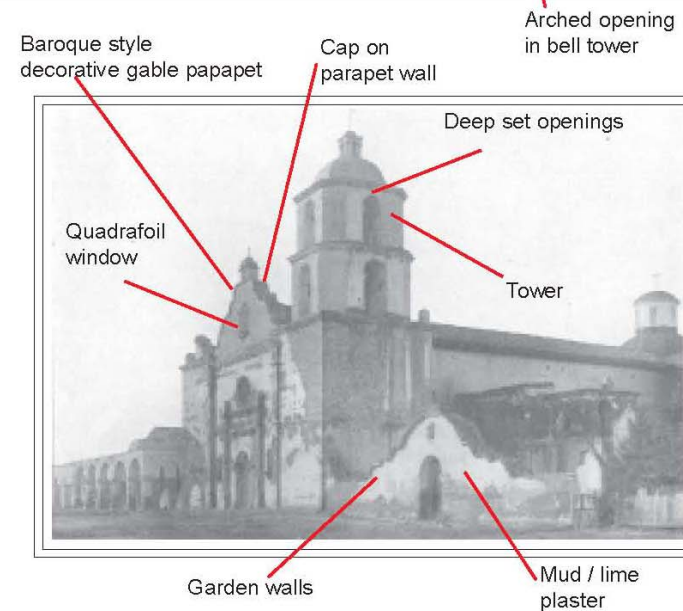 Arched opening
in bell tower
Baroque style
decorative gable papapet
Cap on
parapet wall
Deep set openings
Quadrafoil
window
Tower
Garden walls
Mud / lime
plaster